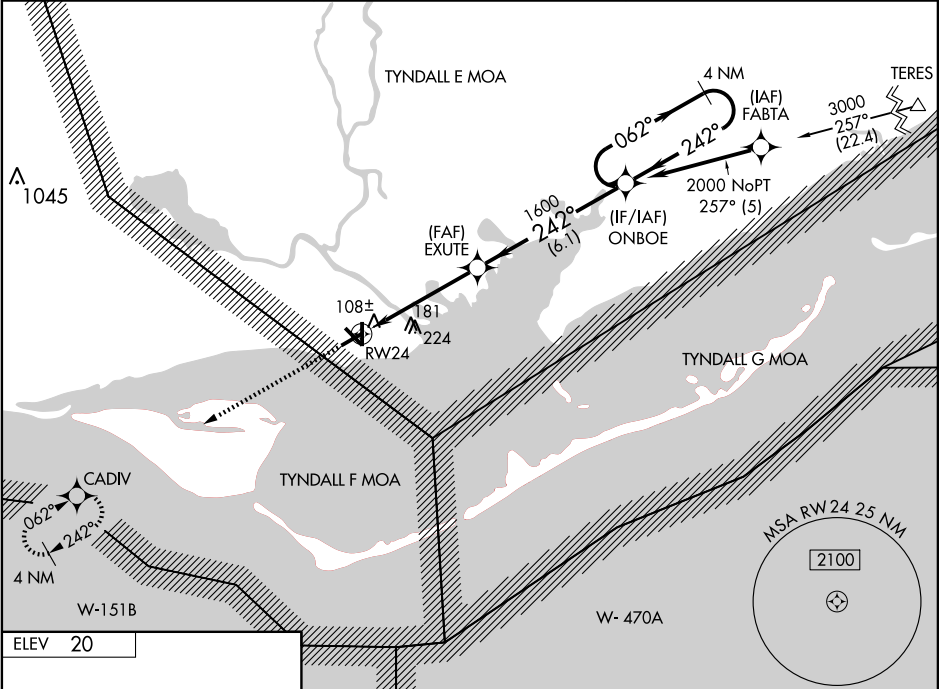 TYNDALL E MOA
4 NM
TERES
(IAF)
FABTA
3000
257°
(22.4)
062°
242°
2000 NoPT
257° (5)
1045
1600
242°
(6.1)
(IF/IAF)
ONBOE
(FAF)
EXUTE
108±
181
224
RW24
TYNDALL G MOA
CADIV
TYNDALL F MOA
062°
242°
4 NM
MSA RW24 25 NM
2100
W-151B
W- 470A
ELEV 20